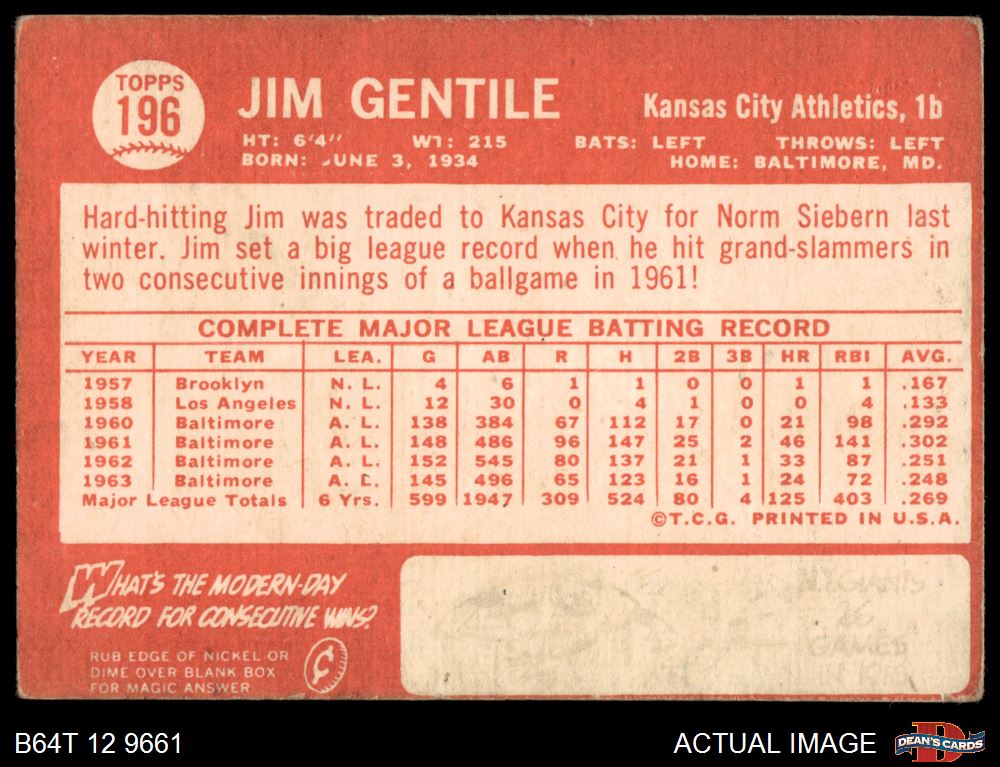 TOPPS
196
JIM GENTILE
Kansas City Athletics, 1b
HT: 6'4" WT: 215 BATS: LEFT THROWS: LEFT
BORN: JUNE 3, 1934 HOME: BALTIMORE, MD.
Hard-hitting Jim was traded to Kansas City for Norm Siebern last
winter. Jim set a big league record when he hit grand-slammers in
two consecutive innings of a ballgame in 1961!
COMPLETE MAJOR LEAGUE BATTING RECORD
YEAR TEAM LEA. G AB R H 2B 3B HR RBI AVG.
1957 Brooklyn N. L. 4 6 1 1 0 0 1 1 .167
1958 Los Angeles N. L. 12 30 0 4 1 0 0 4 .133
1960 Baltimore A. L. 138 384 67 112 17 0 21 98 .292
1961 Baltimore A. L. 148 486 96 147 25 2 46 141 .302
1962 Baltimore A. L. 152 545 80 137 21 1 33 87 .251
1963 Baltimore A. L. 145 496 65 123 16 1 24 72 .248
Major League Totals 6 Yrs. 599 1947 309 524 80 4 125 403 .269
©T.C.G. PRINTED IN U.S.A.
WHAT'S THE MODERN-DAY
RECORD FOR CONSECUTIVE WINS?
RUB EDGE OF NICKEL OR
DIME OVER BLANK BOX
FOR MAGIC ANSWER
N.Y. GIANTS
26
GAMES
B64T 12 9661
ACTUAL IMAGE
DEAN'S CARDS